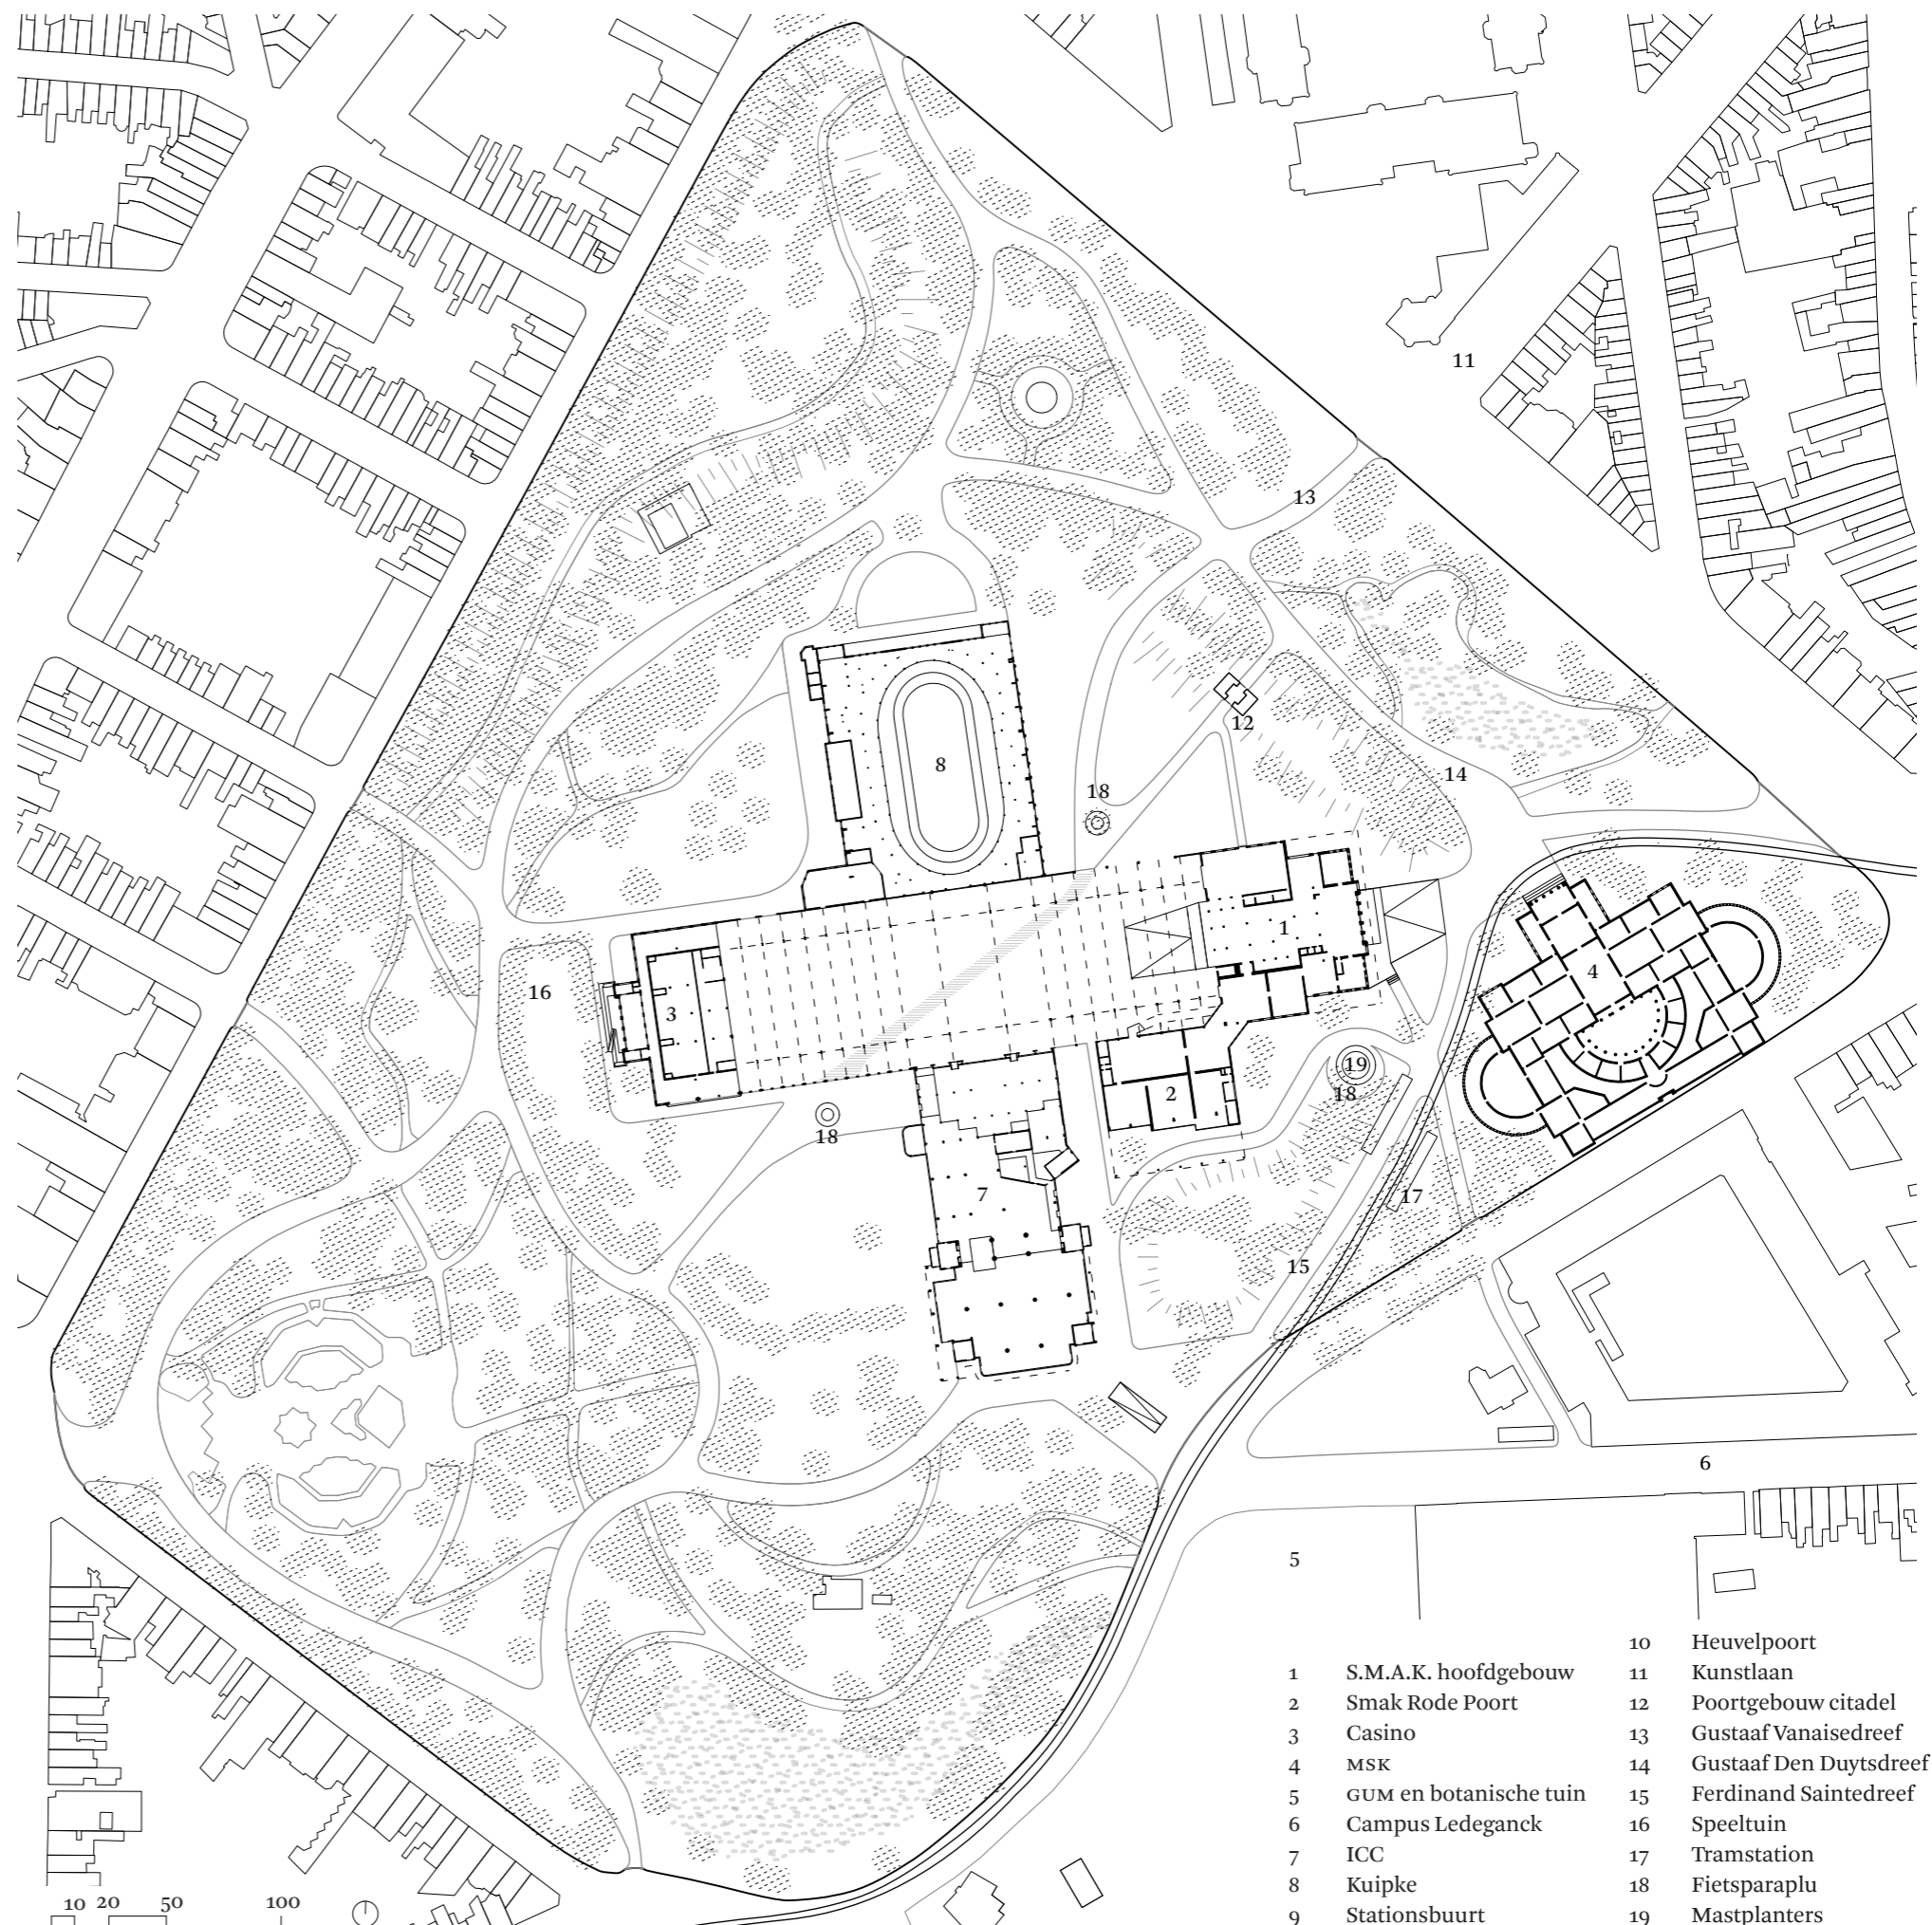 11
13
12
14
8
18
1
4
16
3
19
2
18
18
7
17
15
6
5
10 Heuvelpoort
1 S.M.A.K. hoofdgebouw
11 Kunstlaan
2 Smak Rode Poort
12 Poortgebouw citadel
3 Casino
13 Gustaaf Vanaisedreef
4 MSK
14 Gustaaf Den Duytsdreef
5 GUM en botanische tuin
15 Ferdinand Saintedreef
6 Campus Ledeganck
16 Speeltuin
7 ICC
17 Tramstation
8 Kuipke
18 Fietsparaplu
9 Stationsbuurt
19 Mastplanters
10 20 50 100